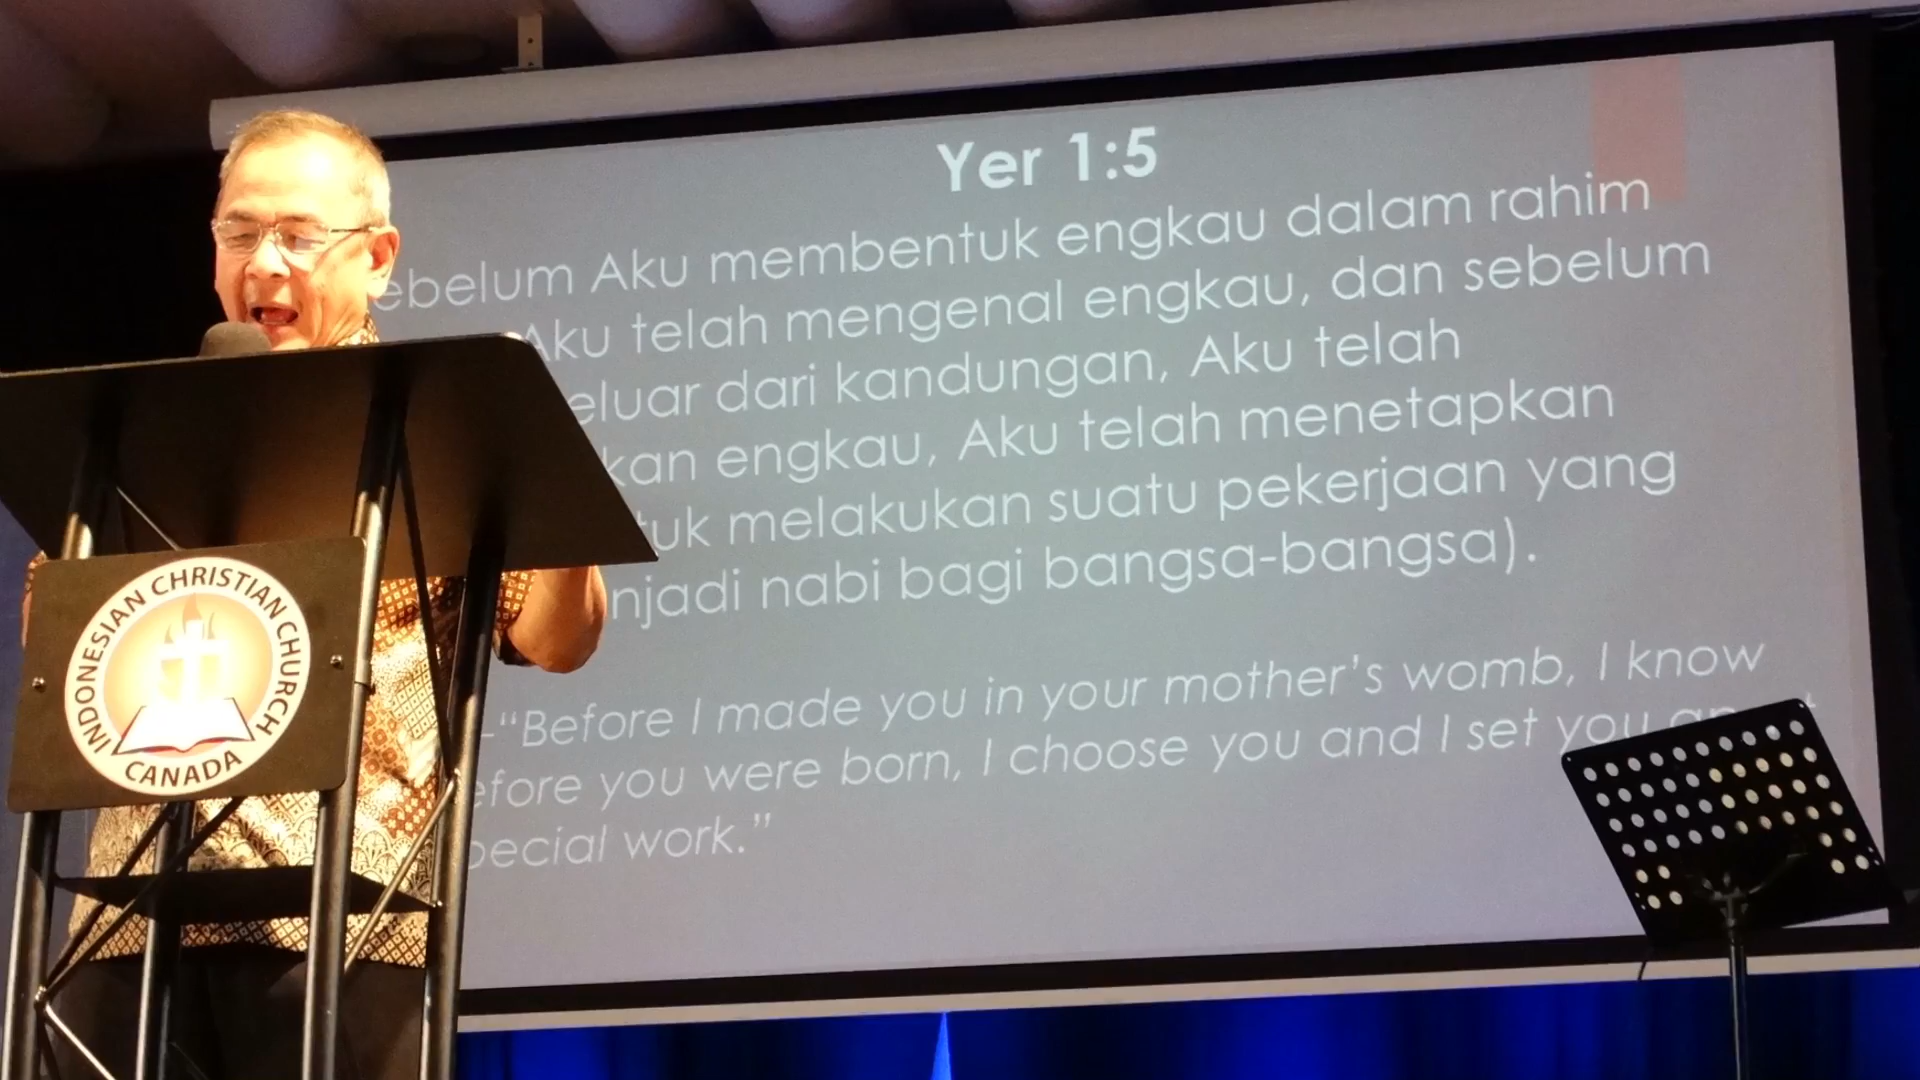 Yer 1:5
ebelum Aku membentuk engkau dalam rahim
Aku telah mengenal engkau, dan sebelum
eluar dari kandungan, Aku telah
kan engkau, Aku telah menetapkan
tuk melakukan suatu pekerjaan yang
njadi nabi bagi bangsa-bangsa).
-“Before I made you in your mother’s womb, I know
efore you were born, I choose you and I set you
pecial work.”
INDONESIAN CHRISTIAN CHURCH
CANADA